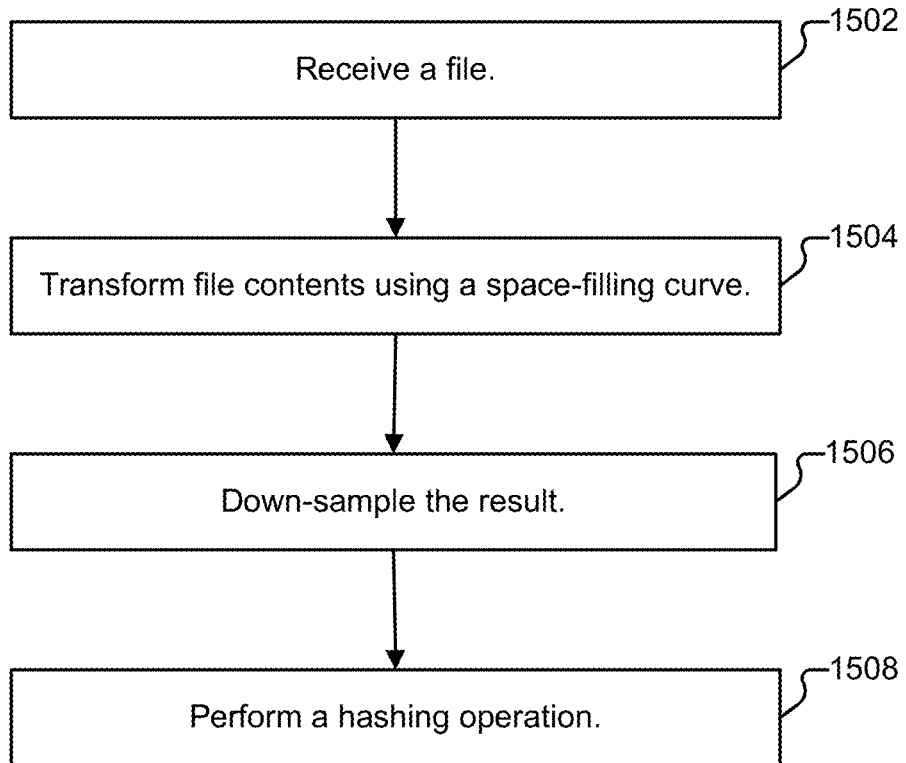 1502
Receive a file.
1504
Transform file contents using a space-filling curve.
1506
Down-sample the result.
1508
Perform a hashing operation.